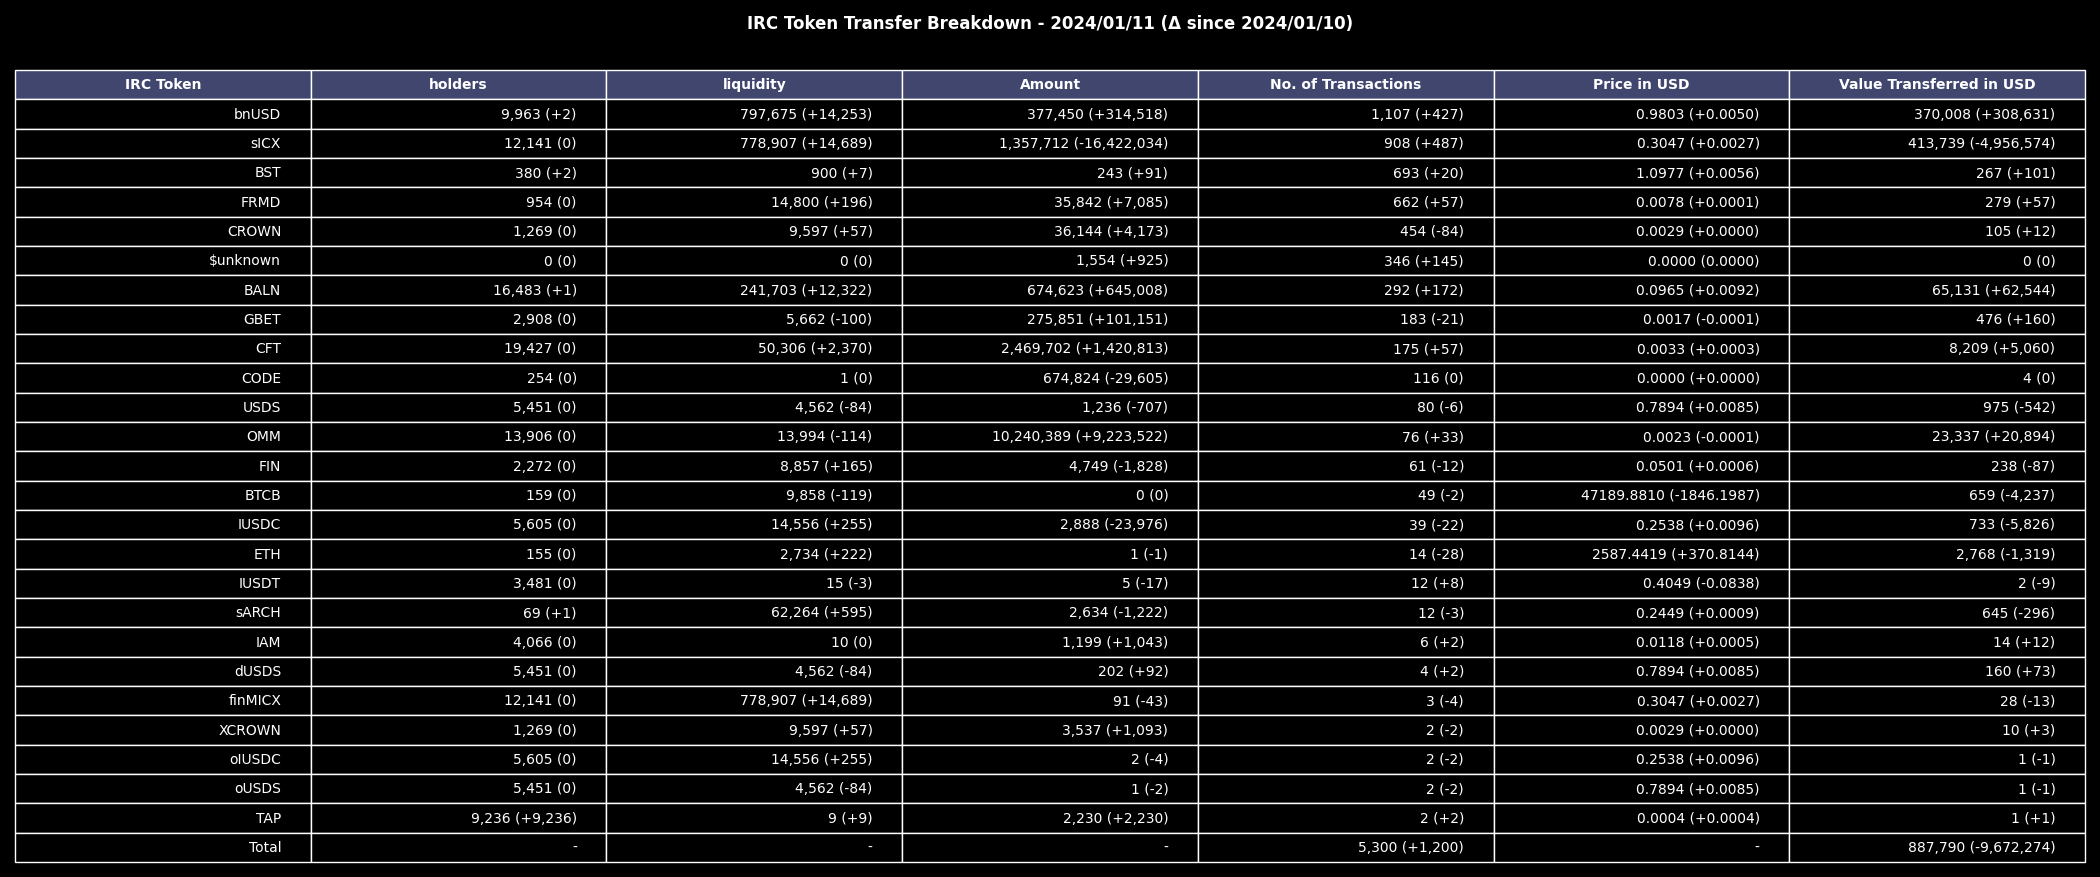 IRC Token Transfer Breakdown - 2024/01/11 (Δ since 2024/01/10)
IRC Token holders liquidity Amount No. of Transactions Price in USD Value Transferred in USD
bnUSD 9,963 (+2) 797,675 (+14,253) 377,450 (+314,518) 1,107 (+427) 0.9803 (+0.0050) 370,008 (+308,631)
sICX 12,141 (0) 778,907 (+14,689) 1,357,712 (-16,422,034) 908 (+487) 0.3047 (+0.0027) 413,739 (-4,956,574)
BST 380 (+2) 900 (+7) 243 (+91) 693 (+20) 1.0977 (+0.0056) 267 (+101)
FRMD 954 (0) 14,800 (+196) 35,842 (+7,085) 662 (+57) 0.0078 (+0.0001) 279 (+57)
CROWN 1,269 (0) 9,597 (+57) 36,144 (+4,173) 454 (-84) 0.0029 (+0.0000) 105 (+12)
$unknown 0 (0) 0 (0) 1,554 (+925) 346 (+145) 0.0000 (0.0000) 0 (0)
BALN 16,483 (+1) 241,703 (+12,322) 674,623 (+645,008) 292 (+172) 0.0965 (+0.0092) 65,131 (+62,544)
GBET 2,908 (0) 5,662 (-100) 275,851 (+101,151) 183 (-21) 0.0017 (-0.0001) 476 (+160)
CFT 19,427 (0) 50,306 (+2,370) 2,469,702 (+1,420,813) 175 (+57) 0.0033 (+0.0003) 8,209 (+5,060)
CODE 254 (0) 1 (0) 674,824 (-29,605) 116 (0) 0.0000 (+0.0000) 4 (0)
USDS 5,451 (0) 4,562 (-84) 1,236 (-707) 80 (-6) 0.7894 (+0.0085) 975 (-542)
OMM 13,906 (0) 13,994 (-114) 10,240,389 (+9,223,522) 76 (+33) 0.0023 (-0.0001) 23,337 (+20,894)
FIN 2,272 (0) 8,857 (+165) 4,749 (-1,828) 61 (-12) 0.0501 (+0.0006) 238 (-87)
BTCB 159 (0) 9,858 (-119) 0 (0) 49 (-2) 47189.8810 (-1846.1987) 659 (-4,237)
IUSDC 5,605 (0) 14,556 (+255) 2,888 (-23,976) 39 (-22) 0.2538 (+0.0096) 733 (-5,826)
ETH 155 (0) 2,734 (+222) 1 (-1) 14 (-28) 2587.4419 (+370.8144) 2,768 (-1,319)
IUSDT 3,481 (0) 15 (-3) 5 (-17) 12 (+8) 0.4049 (-0.0838) 2 (-9)
sARCH 69 (+1) 62,264 (+595) 2,634 (-1,222) 12 (-3) 0.2449 (+0.0009) 645 (-296)
IAM 4,066 (0) 10 (0) 1,199 (+1,043) 6 (+2) 0.0118 (+0.0005) 14 (+12)
dUSDS 5,451 (0) 4,562 (-84) 202 (+92) 4 (+2) 0.7894 (+0.0085) 160 (+73)
finMICX 12,141 (0) 778,907 (+14,689) 91 (-43) 3 (-4) 0.3047 (+0.0027) 28 (-13)
XCROWN 1,269 (0) 9,597 (+57) 3,537 (+1,093) 2 (-2) 0.0029 (+0.0000) 10 (+3)
oIUSDC 5,605 (0) 14,556 (+255) 2 (-4) 2 (-2) 0.2538 (+0.0096) 1 (-1)
oUSDS 5,451 (0) 4,562 (-84) 1 (-2) 2 (-2) 0.7894 (+0.0085) 1 (-1)
TAP 9,236 (+9,236) 9 (+9) 2,230 (+2,230) 2 (+2) 0.0004 (+0.0004) 1 (+1)
Total - - - 5,300 (+1,200) - 887,790 (-9,672,274)